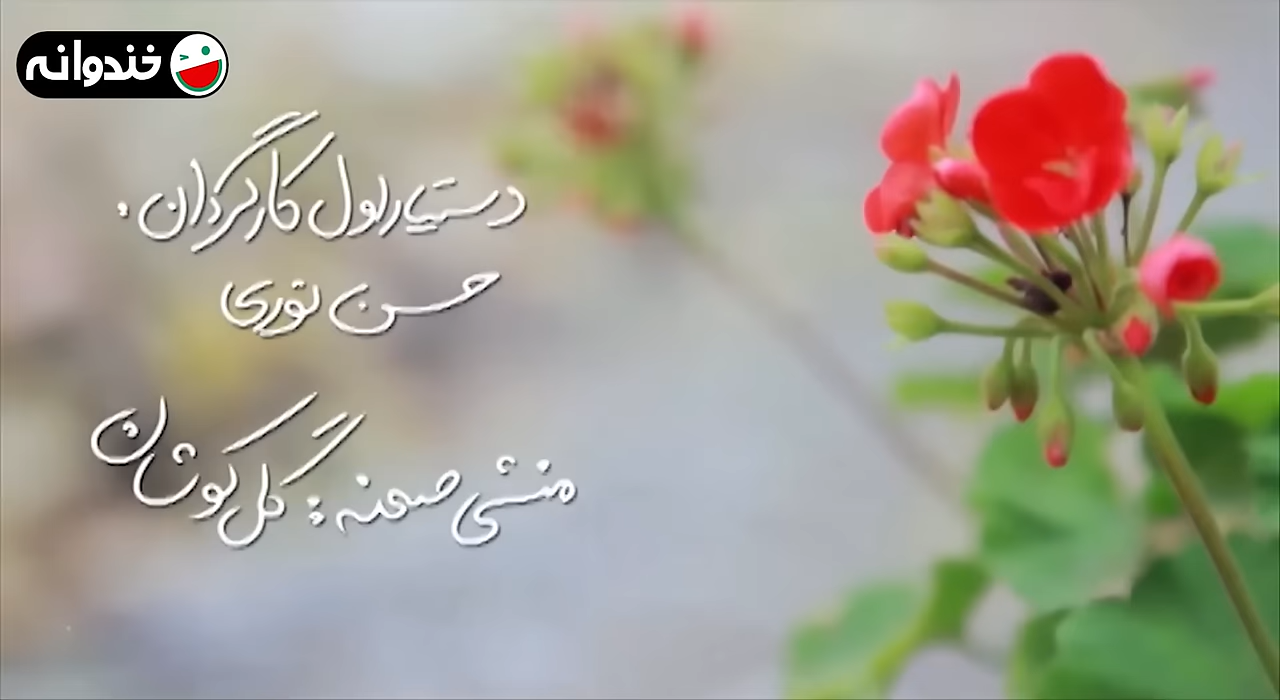 خندوانه
دستیار اول کارگردان:
حسن نوری
منشی صحنه: گل کوشان